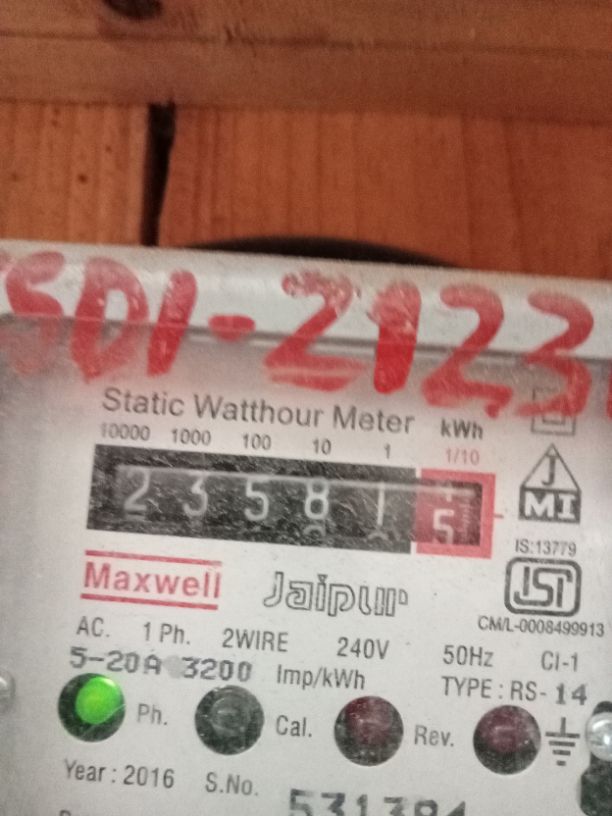 SDI-2123
Static Watthour Meter kWh
10000 1000 100 10 1 1/10
2 3 5 8 1 5
J
MI
IS:13779
ISI
Maxwell Jaipur
CM/L-0008499913
AC. 1 Ph. 2WIRE 240V 50Hz Cl-1
5-20A 3200 Imp/kWh TYPE : RS-14
Ph. Cal. Rev.
Year : 2016 S.No.